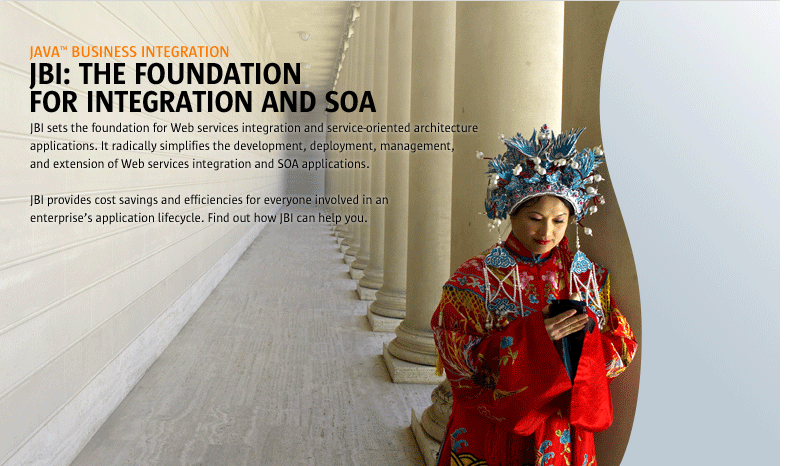 JAVA™ BUSINESS INTEGRATION
JBI: THE FOUNDATION
FOR INTEGRATION AND SOA
JBI sets the foundation for Web services integration and service-oriented architecture
applications. It radically simplifies the development, deployment, management,
and extension of Web services integration and SOA applications.
JBI provides cost savings and efficiencies for everyone involved in an
enterprise's application lifecycle. Find out how JBI can help you.